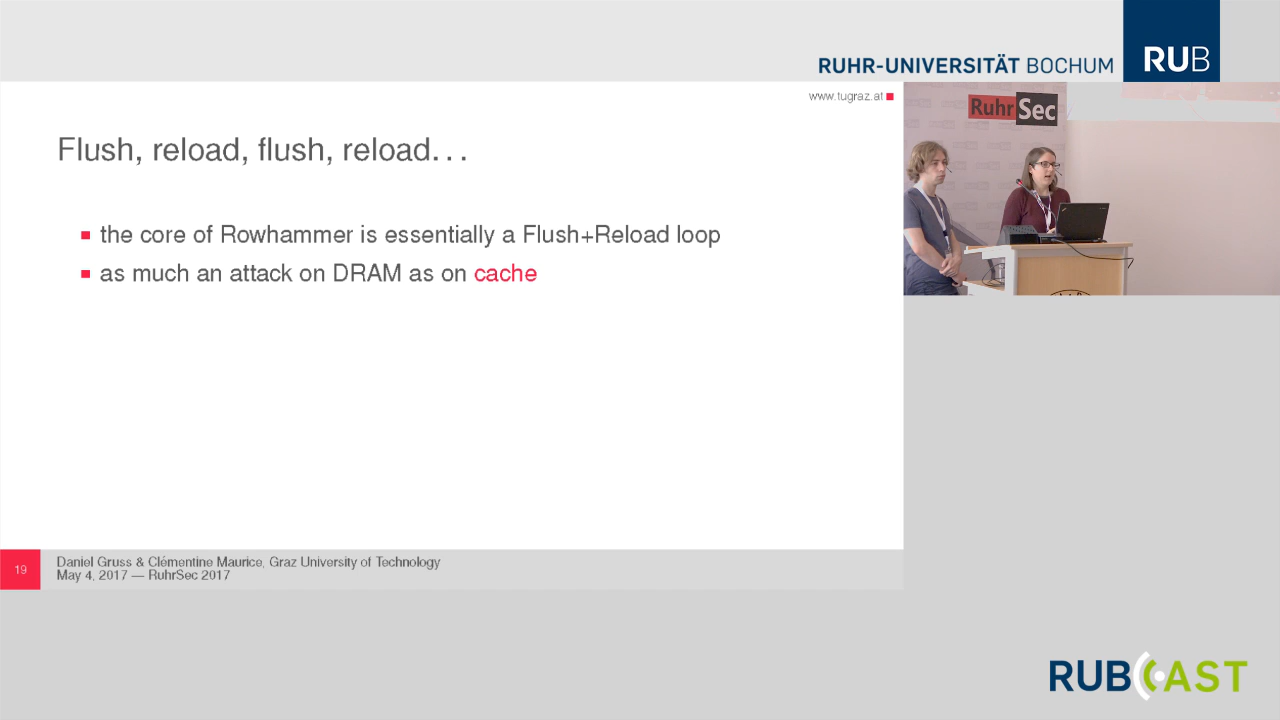 RUHR-UNIVERSITÄT BOCHUM
RUB
www.tugraz.at
RuhrSec
Flush, reload, flush, reload...
the core of Rowhammer is essentially a Flush+Reload loop
as much an attack on DRAM as on cache
19
Daniel Gruss & Clémentine Maurice, Graz University of Technology
May 4, 2017 — RuhrSec 2017
RUBCAST